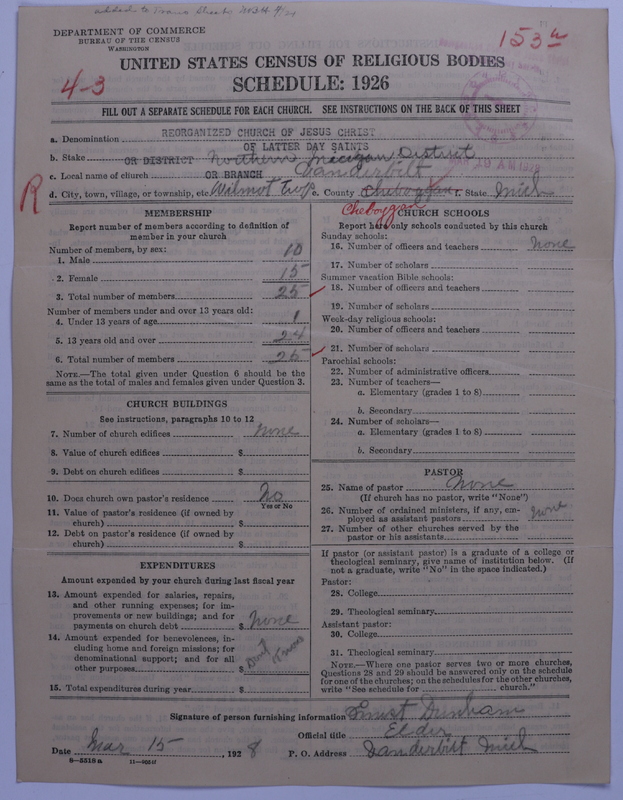 added to Trans Sheets
DEPARTMENT OF COMMERCE
BUREAU OF THE CENSUS
WASHINGTON
153
4-3
UNITED STATES CENSUS OF RELIGIOUS BODIES
SCHEDULE: 1926
FILL OUT A SEPARATE SCHEDULE FOR EACH CHURCH. SEE INSTRUCTIONS ON THE BACK OF THIS SHEET
a. Denomination REORGANIZED CHURCH OF JESUS CHRIST
OF LATTER DAY SAINTS
b. Stake OR DISTRICT Northern Michigan District
c. Local name of church OR BRANCH Vanderbilt
R
d. City, town, village, or township, etc. Wilmot twp e. County Cheboygan f. State Mich
Cheboygan
MEMBERSHIP
Report number of members according to definition of
member in your church
Number of members, by sex:
1. Male 10
2. Female 15
3. Total number of members 25
Number of members under and over 13 years old:
4. Under 13 years of age 1
5. 13 years old and over 24
6. Total number of members 25
NOTE.—The total given under Question 6 should be the
same as the total of males and females given under Question 3.
CHURCH BUILDINGS
See instructions, paragraphs 10 to 12
7. Number of church edifices none
8. Value of church edifices $
9. Debt on church edifices $
10. Does church own pastor's residence No
Yes or No
11. Value of pastor's residence (if owned by
church) $
12. Debt on pastor's residence (if owned by
church) $
EXPENDITURES
Amount expended by your church during last fiscal year
13. Amount expended for salaries, repairs,
and other running expenses; for im-
provements or new buildings; and for
payments on church debt $ None
14. Amount expended for benevolences, in-
cluding home and foreign missions; for
denominational support; and for all
other purposes $ Dont Know
15. Total expenditures during year $
CHURCH SCHOOLS
Report here only schools conducted by this church
Sunday schools:
16. Number of officers and teachers none
17. Number of scholars
Summer vacation Bible schools:
18. Number of officers and teachers
19. Number of scholars
Week-day religious schools:
20. Number of officers and teachers
21. Number of scholars
Parochial schools:
22. Number of administrative officers
23. Number of teachers—
a. Elementary (grades 1 to 8)
b. Secondary
24. Number of scholars—
a. Elementary (grades 1 to 8)
b. Secondary
PASTOR
25. Name of pastor None
(If church has no pastor, write "None")
26. Number of ordained ministers, if any, em-
ployed as assistant pastors none
27. Number of other churches served by the
pastor or his assistants
If pastor (or assistant pastor) is a graduate of a college or
theological seminary, give name of institution below. (If
not a graduate, write "No" in the space indicated.)
Pastor:
28. College
29. Theological seminary
Assistant pastor:
30. College
31. Theological seminary
NOTE.—Where one pastor serves two or more churches,
Questions 28 and 29 should be answered only on the schedule
for one of the churches; on the schedules for the other churches,
write "See schedule for church."
Signature of person furnishing information Ernest Dunham
Official title Elder
Date Mar 15, 1928 P. O. Address Vanderbilt Mich
8-5518a